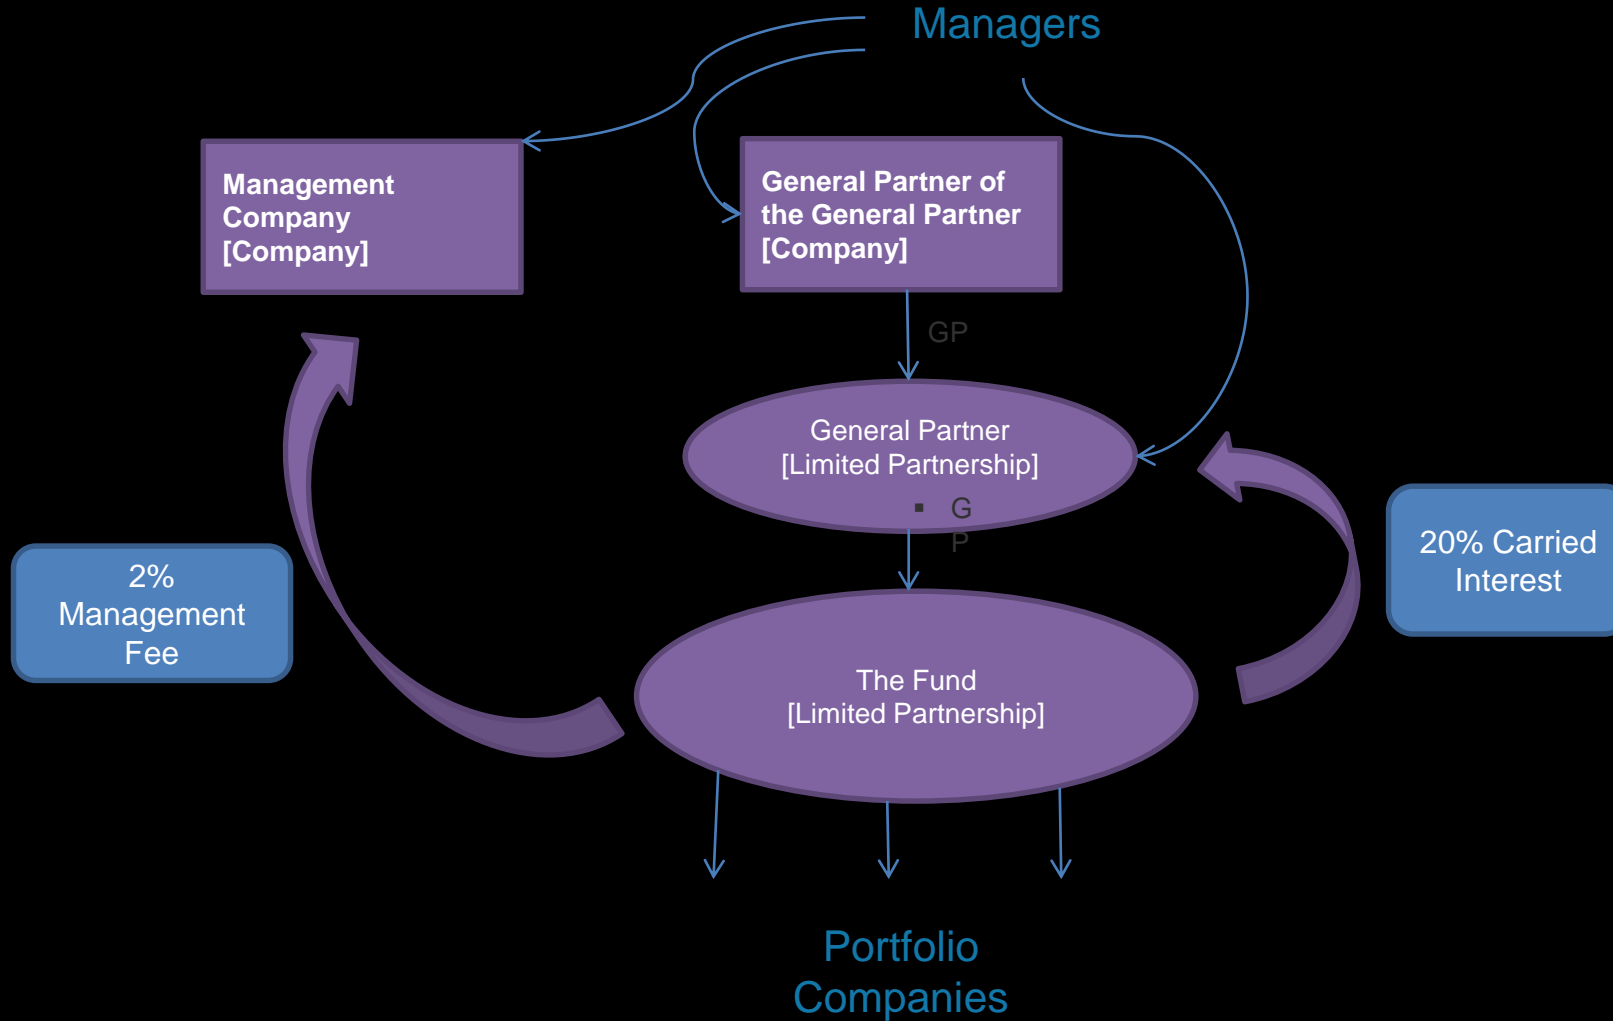 Managers
Management
Company
[Company]
General Partner of
the General Partner
[Company]
GP
General Partner
[Limited Partnership]
▪ G
P
2%
Management
Fee
20% Carried
Interest
The Fund
[Limited Partnership]
Portfolio
Companies